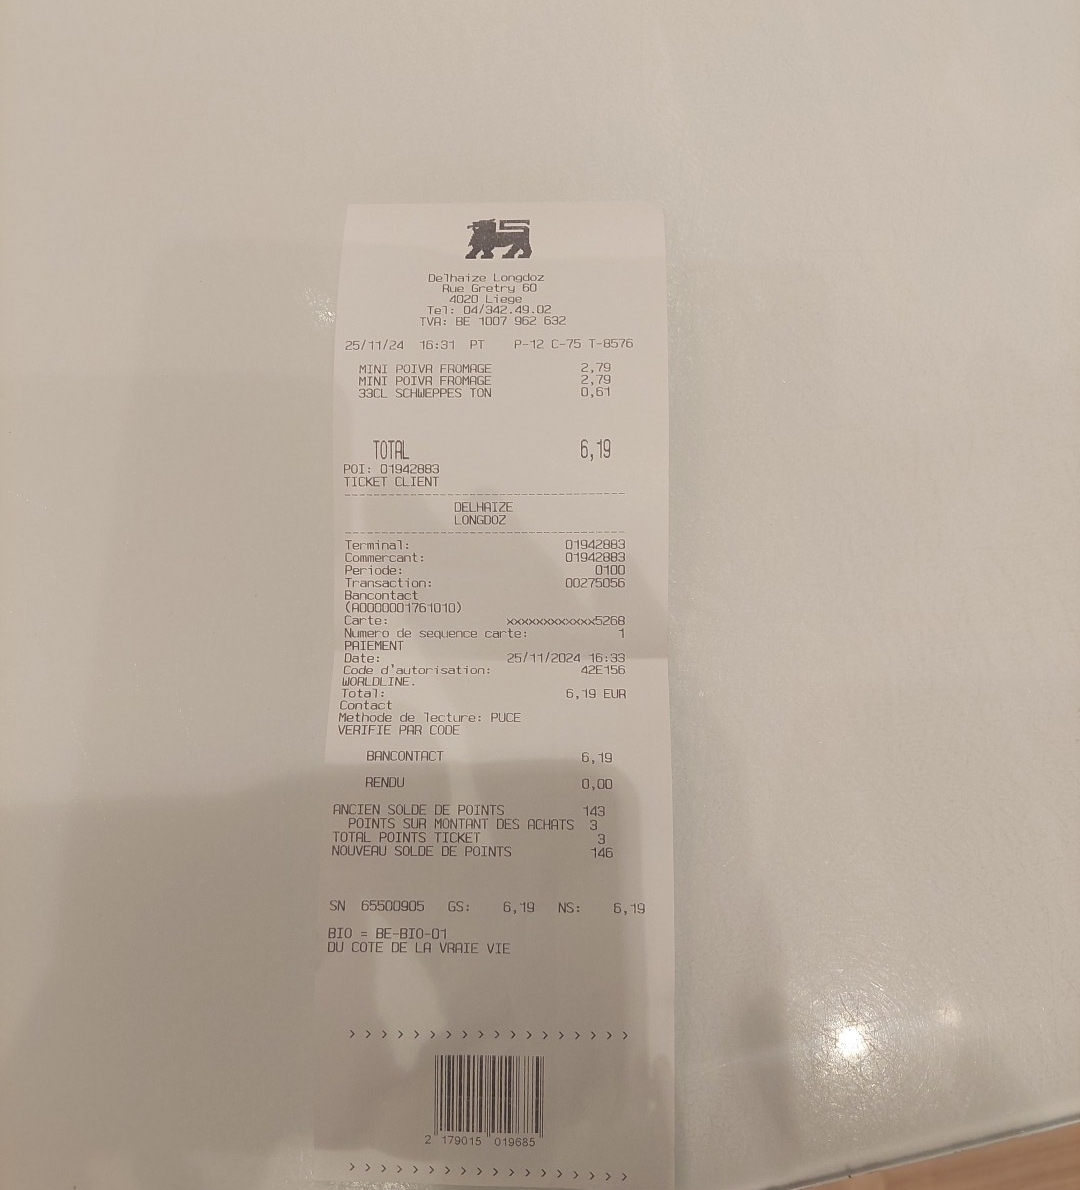 Delhaize Longdoz
Rue Gretry 60
4020 Liege
Tel: 04/342.49.02
TVA: BE 1007 962 632
25/11/24 16:31 PT P-12 C-75 T-8576
MINI POIVR FROMAGE 2,79
MINI POIVR FROMAGE 2,79
33CL SCHWEPPES TON 0,61
TOTAL 6,19
POI: 01942883
TICKET CLIENT
DELHAIZE
LONGDOZ
Terminal: 01942883
Commercant: 01942883
Periode: 0100
Transaction: 00275056
Bancontact
(A0000001761010)
Carte: xxxxxxxxxxxx5268
Numero de sequence carte: 1
PAIEMENT
Date: 25/11/2024 16:33
Code d'autorisation: 42E156
WORLDLINE.
Total: 6,19 EUR
Contact
Methode de lecture: PUCE
VERIFIE PAR CODE
BANCONTACT 6,19
RENDU 0,00
ANCIEN SOLDE DE POINTS 143
POINTS SUR MONTANT DES ACHATS 3
TOTAL POINTS TICKET 3
NOUVEAU SOLDE DE POINTS 146
SN 65500905 GS: 6,19 NS: 6,19
BIO = BE-BIO-01
DU COTE DE LA VRAIE VIE
> > > > > > > > > > > > > > > > > >
2 179015 019685
> > > > > > > > > > > > > > > > > >